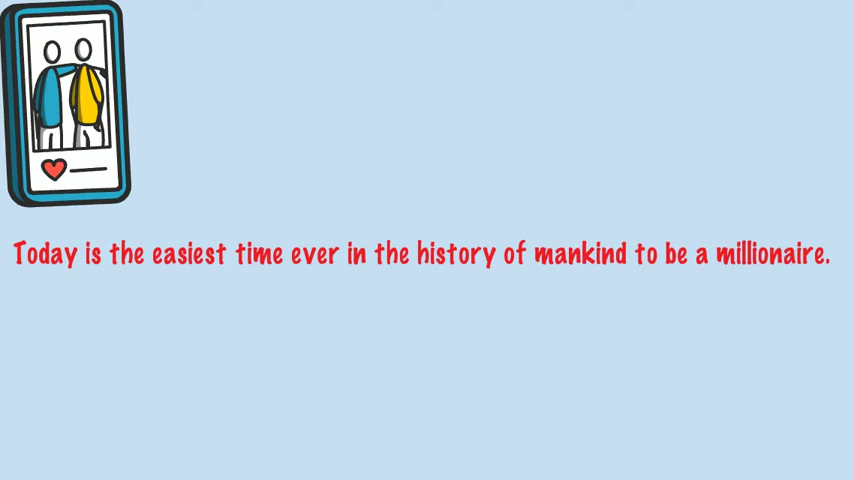 Today is the easiest time ever in the history of mankind to be a millionaire.